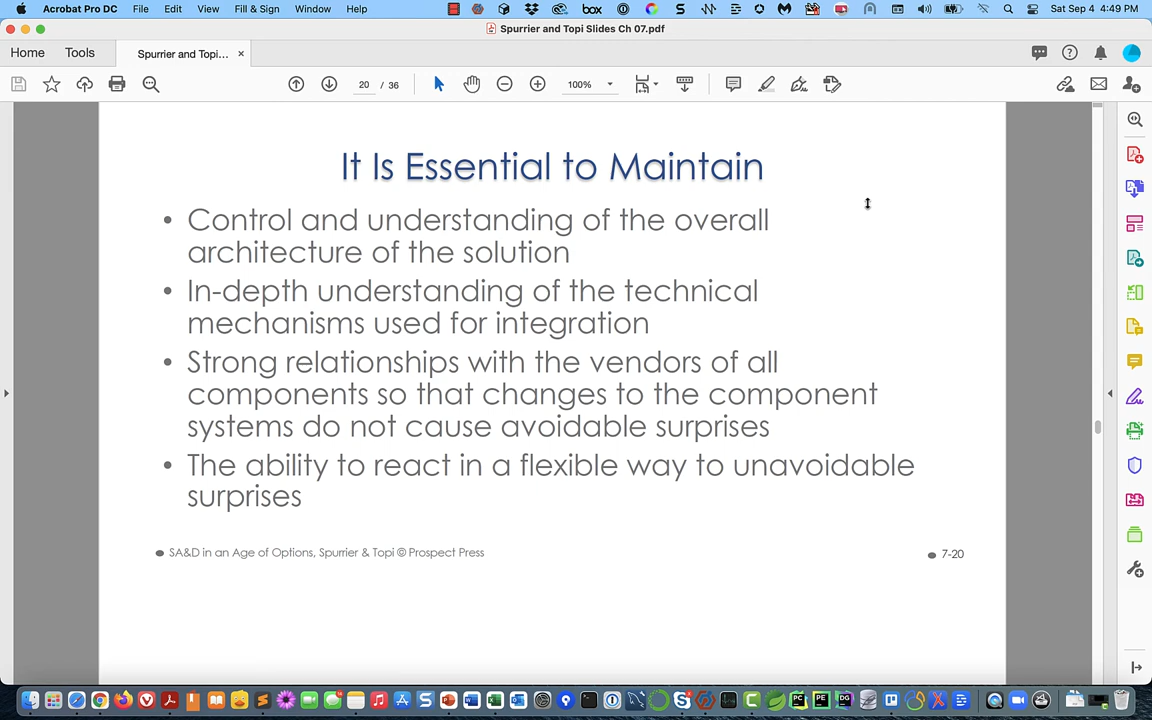 Acrobat Pro DC File Edit View Fill & Sign Window Help box Sat Sep 4 4:49 PM
Spurrier and Topi Slides Ch 07.pdf
Home Tools Spurrier and Topi... ×
20 / 36 100%
It Is Essential to Maintain
• Control and understanding of the overall
architecture of the solution
• In-depth understanding of the technical
mechanisms used for integration
• Strong relationships with the vendors of all
components so that changes to the component
systems do not cause avoidable surprises
• The ability to react in a flexible way to unavoidable
surprises
● SA&D in an Age of Options, Spurrier & Topi © Prospect Press
● 7-20